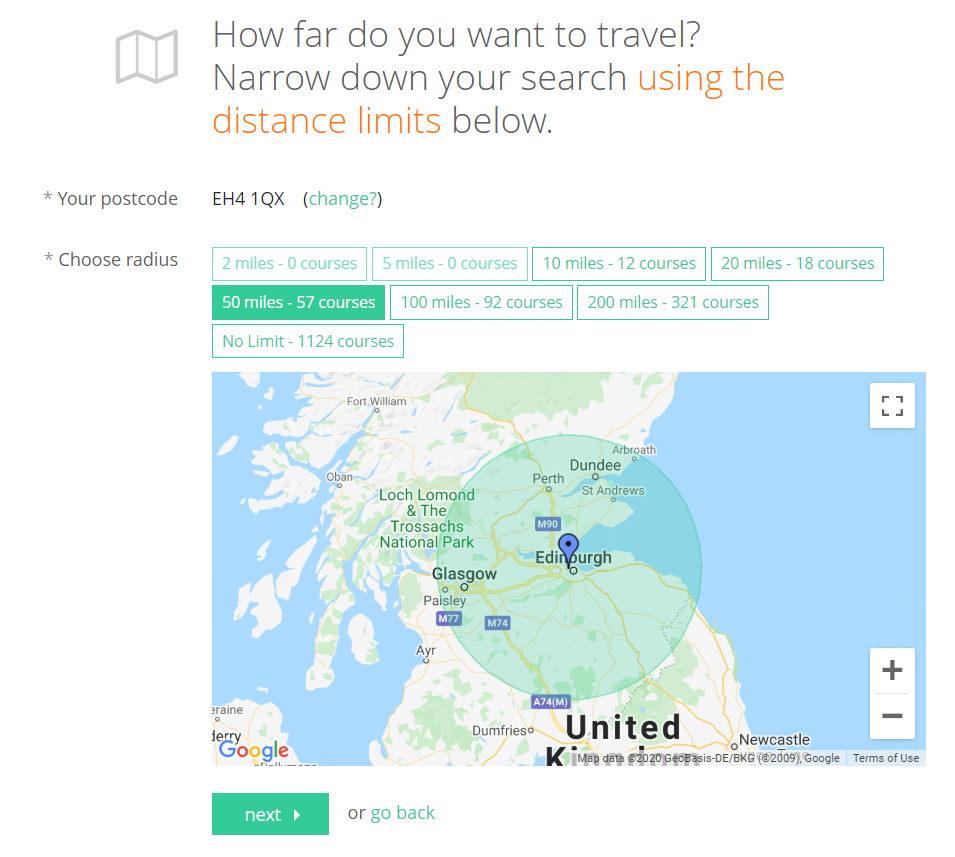 How far do you want to travel?
Narrow down your search using the
distance limits below.
* Your postcode EH4 1QX (change?)
* Choose radius
2 miles - 0 courses 5 miles - 0 courses 10 miles - 12 courses 20 miles - 18 courses
50 miles - 57 courses 100 miles - 92 courses 200 miles - 321 courses
No Limit - 1124 courses
Fort William
Arbroath
Dundee
Oban
Perth
St Andrews
Loch Lomond
& The
Trossachs
National Park
M90
Edinburgh
Glasgow
Paisley
M77
M74
Ayr
A74(M)
Dumfries
United
Newcastle
Google
Map data ©2020 GeoBasis-DE/BKG (©2009), Google Terms of Use
+
−
next or go back